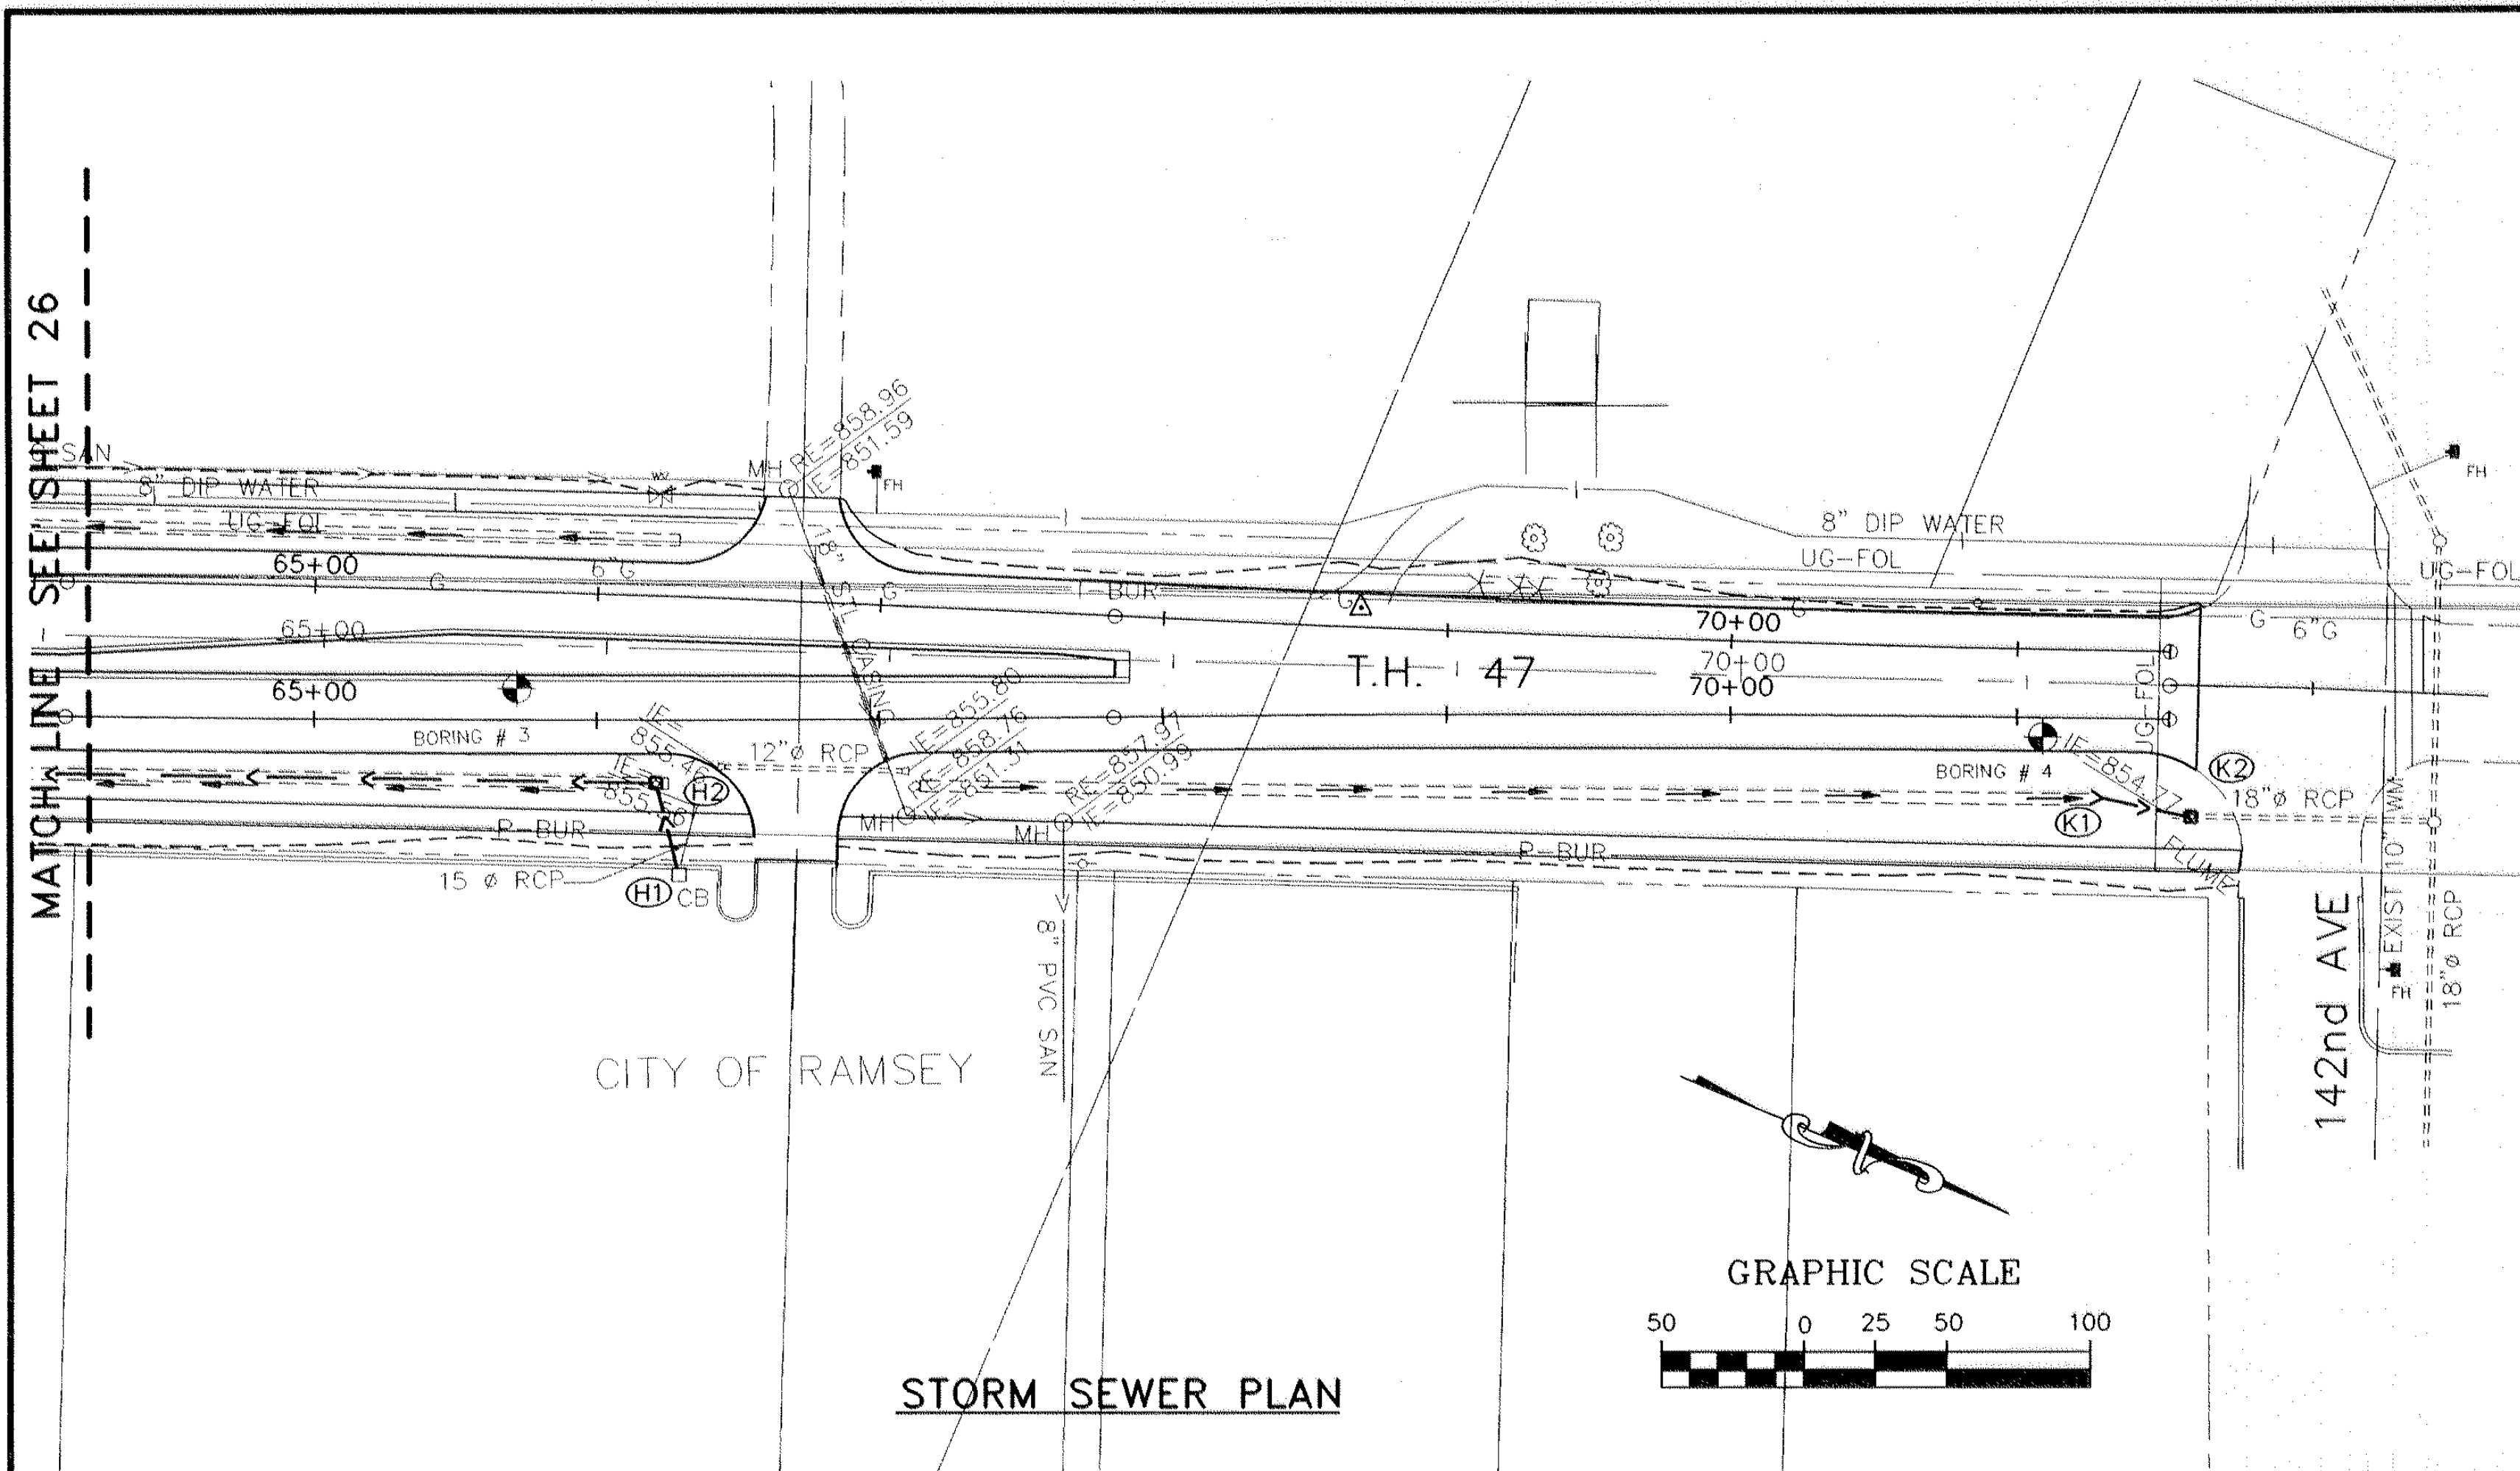 MATCH LINE - SEE SHEET 26
SAN
8" DIP WATER
UG-FOL
65+00
6"G
G
65+00
65+00
BORING # 3
WV
MH
RE=858.96
IE=851.59
FH
18" STL CASING
G
T-BUR
G
IE=
855.4
IE
855.
H2
12"ø RCP
IE=855.80
RE=858.76
IE=851.31
RE=857.97
IE=850.99
MH
MH
P-BUR
15 ø RCP
H1
CB
8" PVC SAN
CITY OF RAMSEY
T.H. 47
70+00
70+00
70+00
G
8" DIP WATER
UG-FOL
UG-FOL
G
6"G
UG-FOL
FH
BORING # 4
IE=854.77
K2
K1
18"ø RCP
P-BUR
FLUME
142nd AVE
EXIST 10" WM
FH
18"ø RCP
GRAPHIC SCALE
50 0 25 50 100
STORM SEWER PLAN